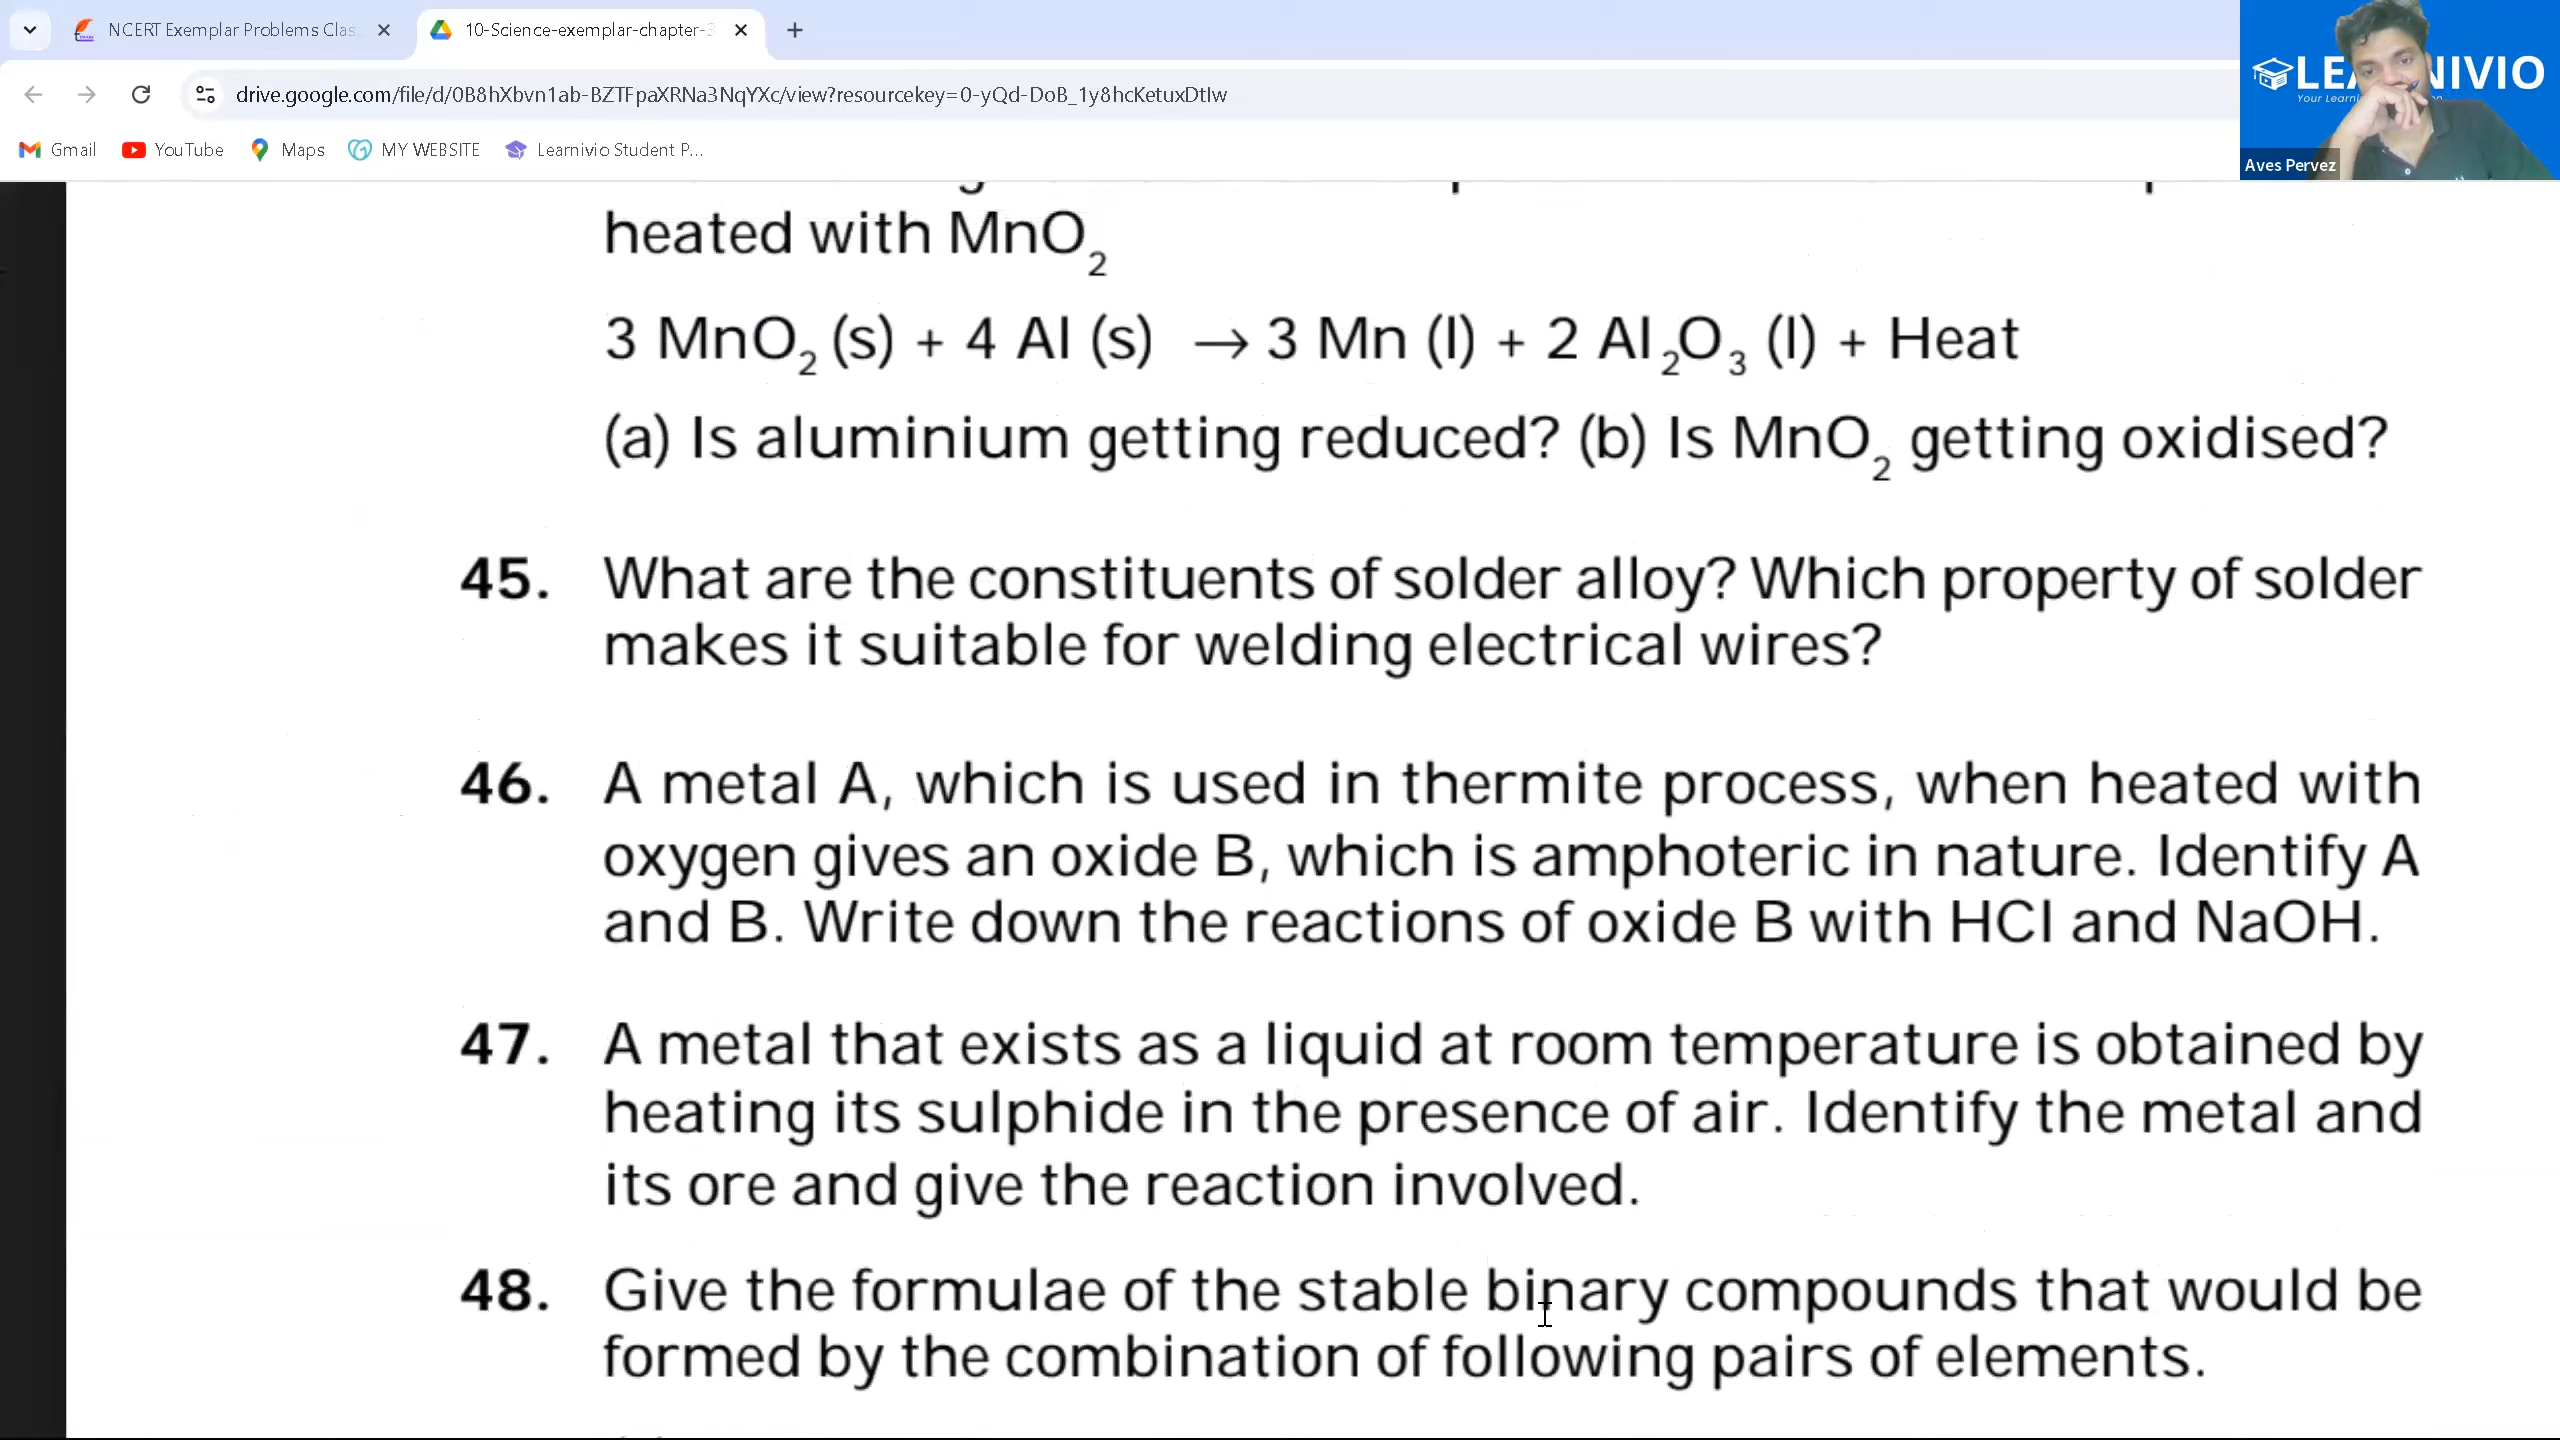 NCERT Exemplar Problems Clas
10-Science-exemplar-chapter-3
drive.google.com/file/d/0B8hXbvn1ab-BZTFpaXRNa3NqYXc/view?resourcekey=0-yQd-DoB_1y8hcKetuxDtIw
Gmail YouTube Maps MY WEBSITE Learnivio Student P...
Aves Pervez
heated with MnO₂
3 MnO₂ (s) + 4 Al (s) → 3 Mn (l) + 2 Al₂O₃ (l) + Heat
(a) Is aluminium getting reduced? (b) Is MnO₂ getting oxidised?
45. What are the constituents of solder alloy? Which property of solder
makes it suitable for welding electrical wires?
46. A metal A, which is used in thermite process, when heated with
oxygen gives an oxide B, which is amphoteric in nature. Identify A
and B. Write down the reactions of oxide B with HCl and NaOH.
47. A metal that exists as a liquid at room temperature is obtained by
heating its sulphide in the presence of air. Identify the metal and
its ore and give the reaction involved.
48. Give the formulae of the stable binary compounds that would be
formed by the combination of following pairs of elements.